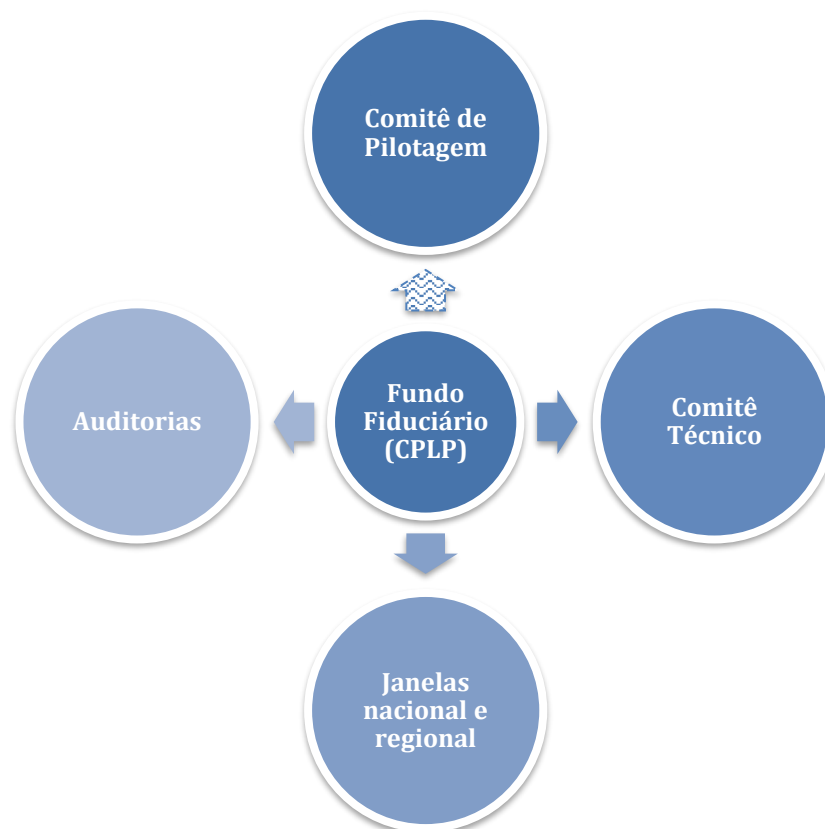 Comitê de
Pilotagem
Auditorias
Fundo
Fiduciário
(CPLP)
Comitê
Técnico
Janelas
nacional e
regional